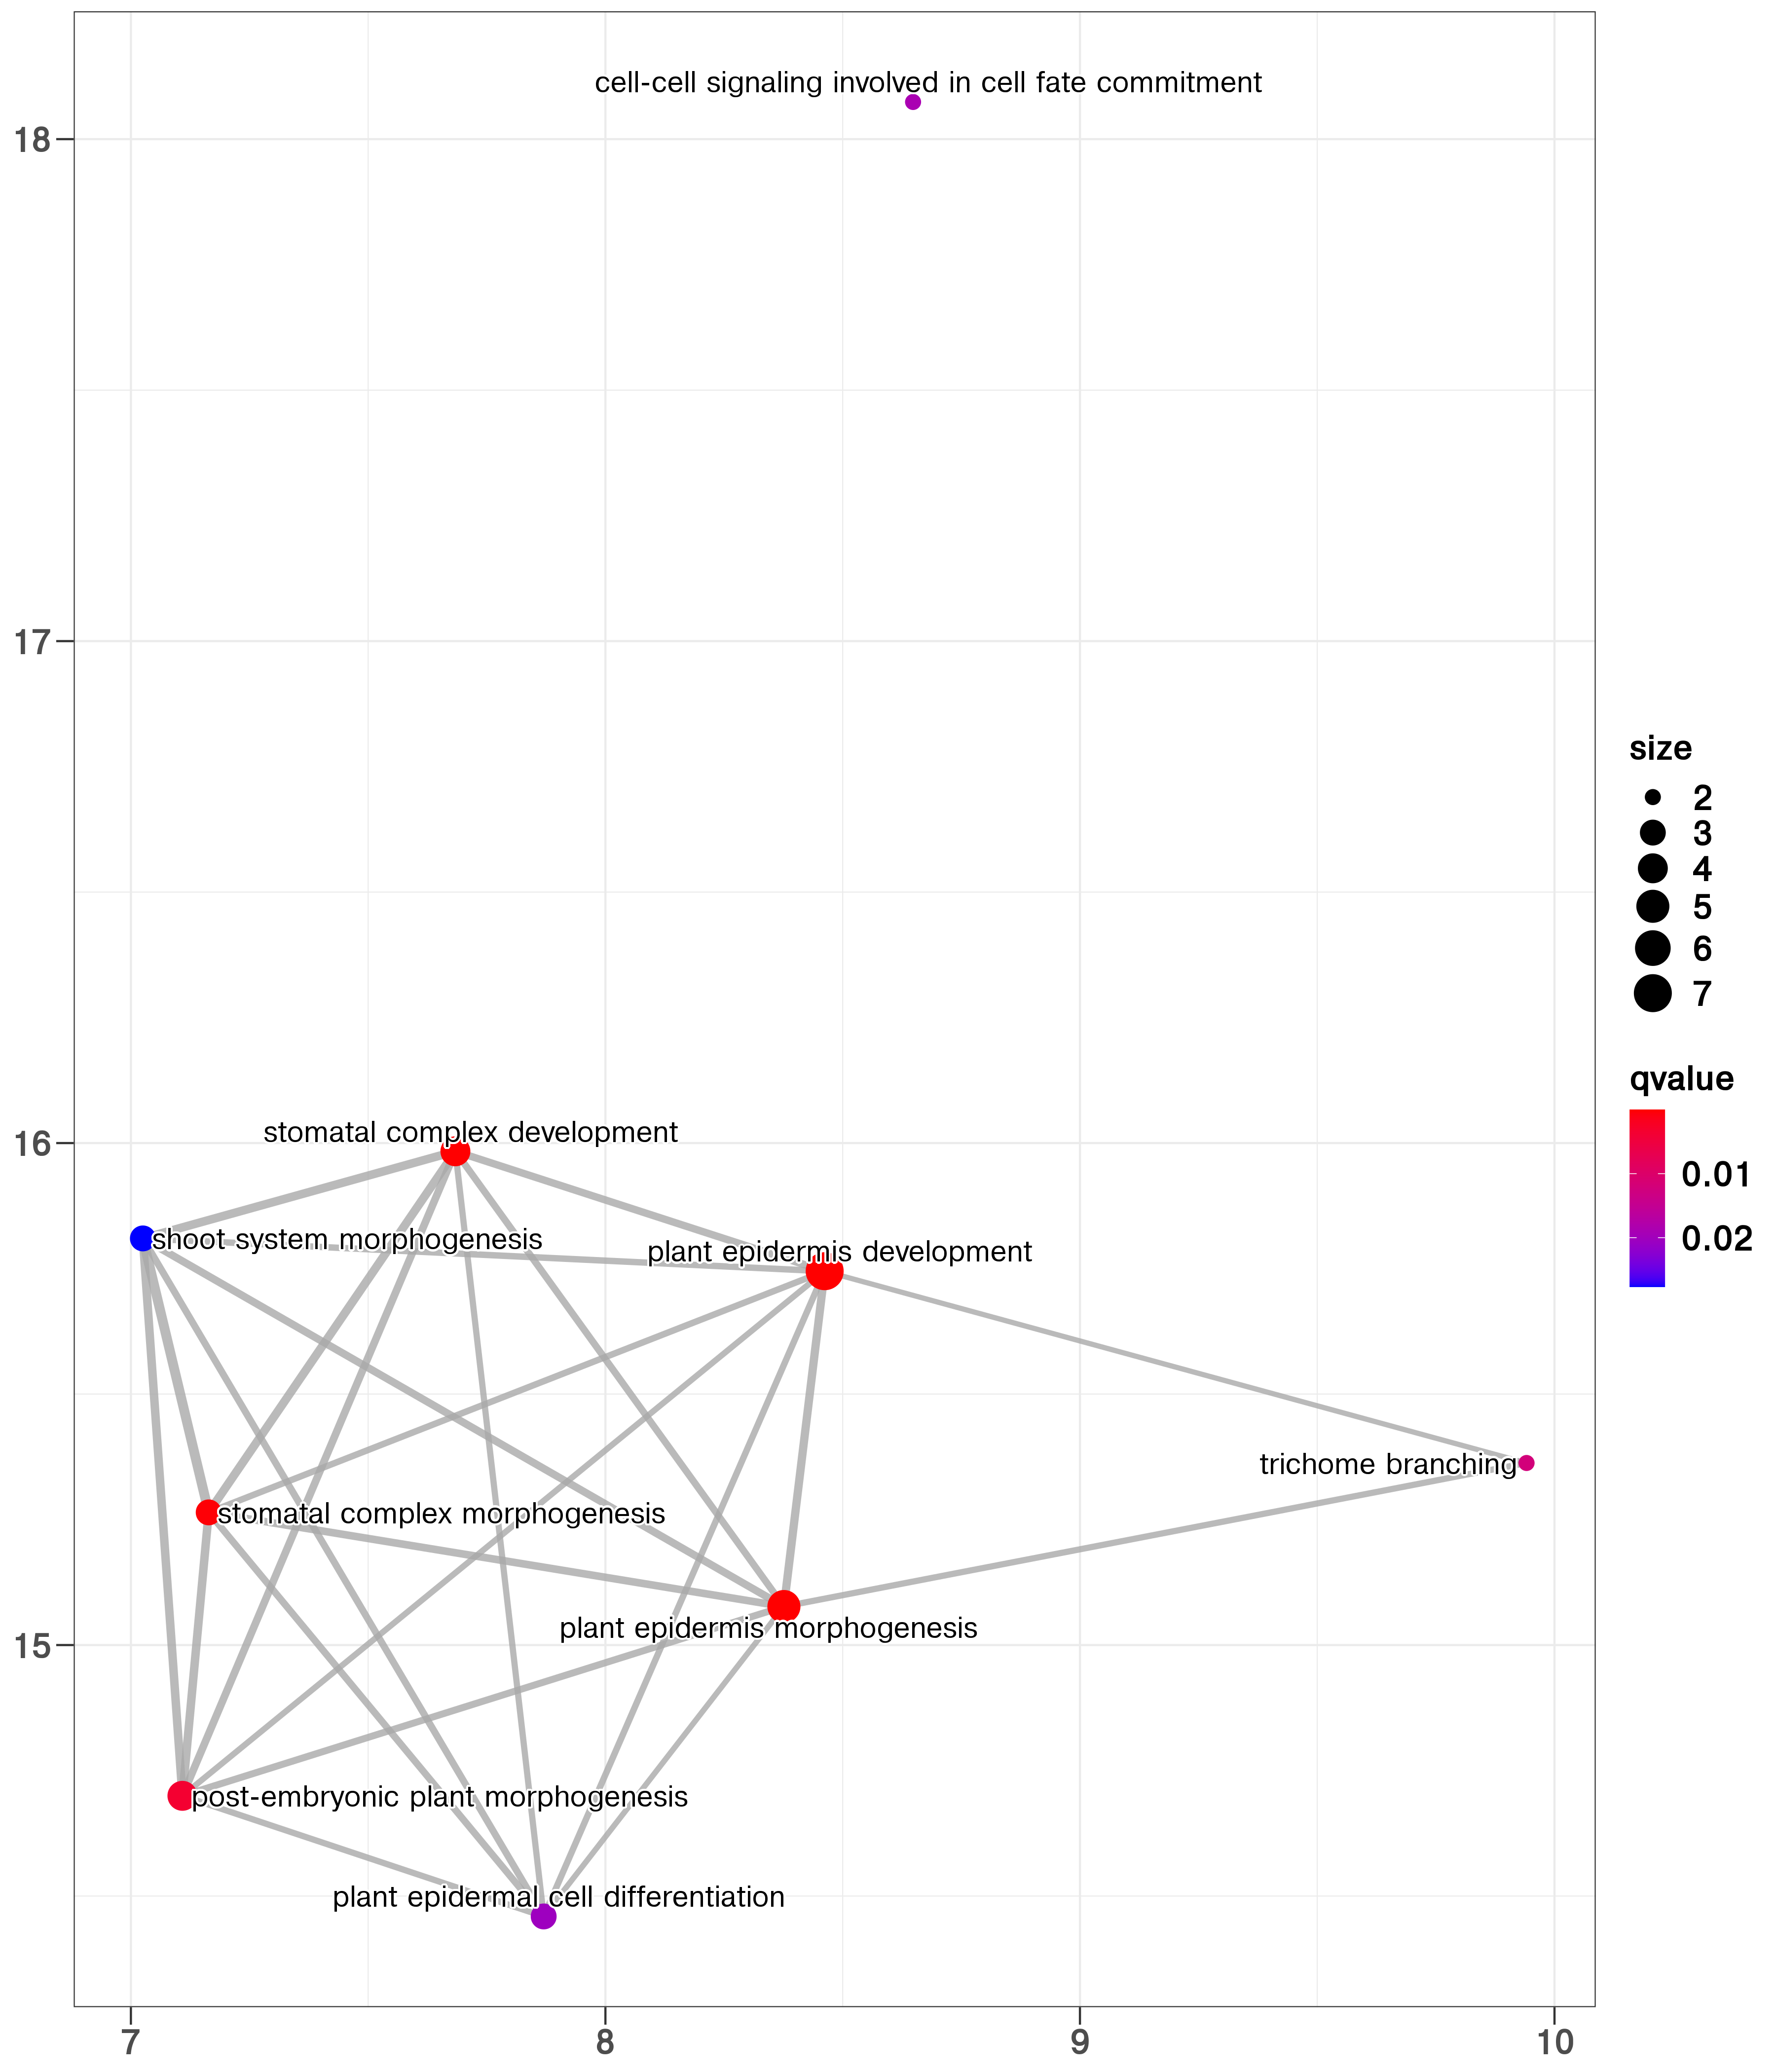 cell-cell signaling involved in cell fate commitment
18
17
size
2
3
4
5
6
7
qvalue
0.01
0.02
stomatal complex development
16
shoot system morphogenesis
plant epidermis development
trichome branching
stomatal complex morphogenesis
plant epidermis morphogenesis
15
post-embryonic plant morphogenesis
plant epidermal cell differentiation
7
8
9
10